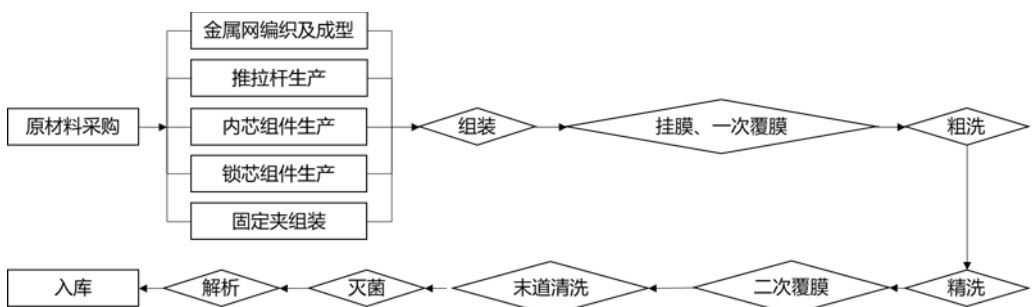 原材料采购
金属网编织及成型
推拉杆生产
内芯组件生产
锁芯组件生产
固定夹组装
组装
挂膜、一次覆膜
粗洗
精洗
二次覆膜
末道清洗
灭菌
解析
入库